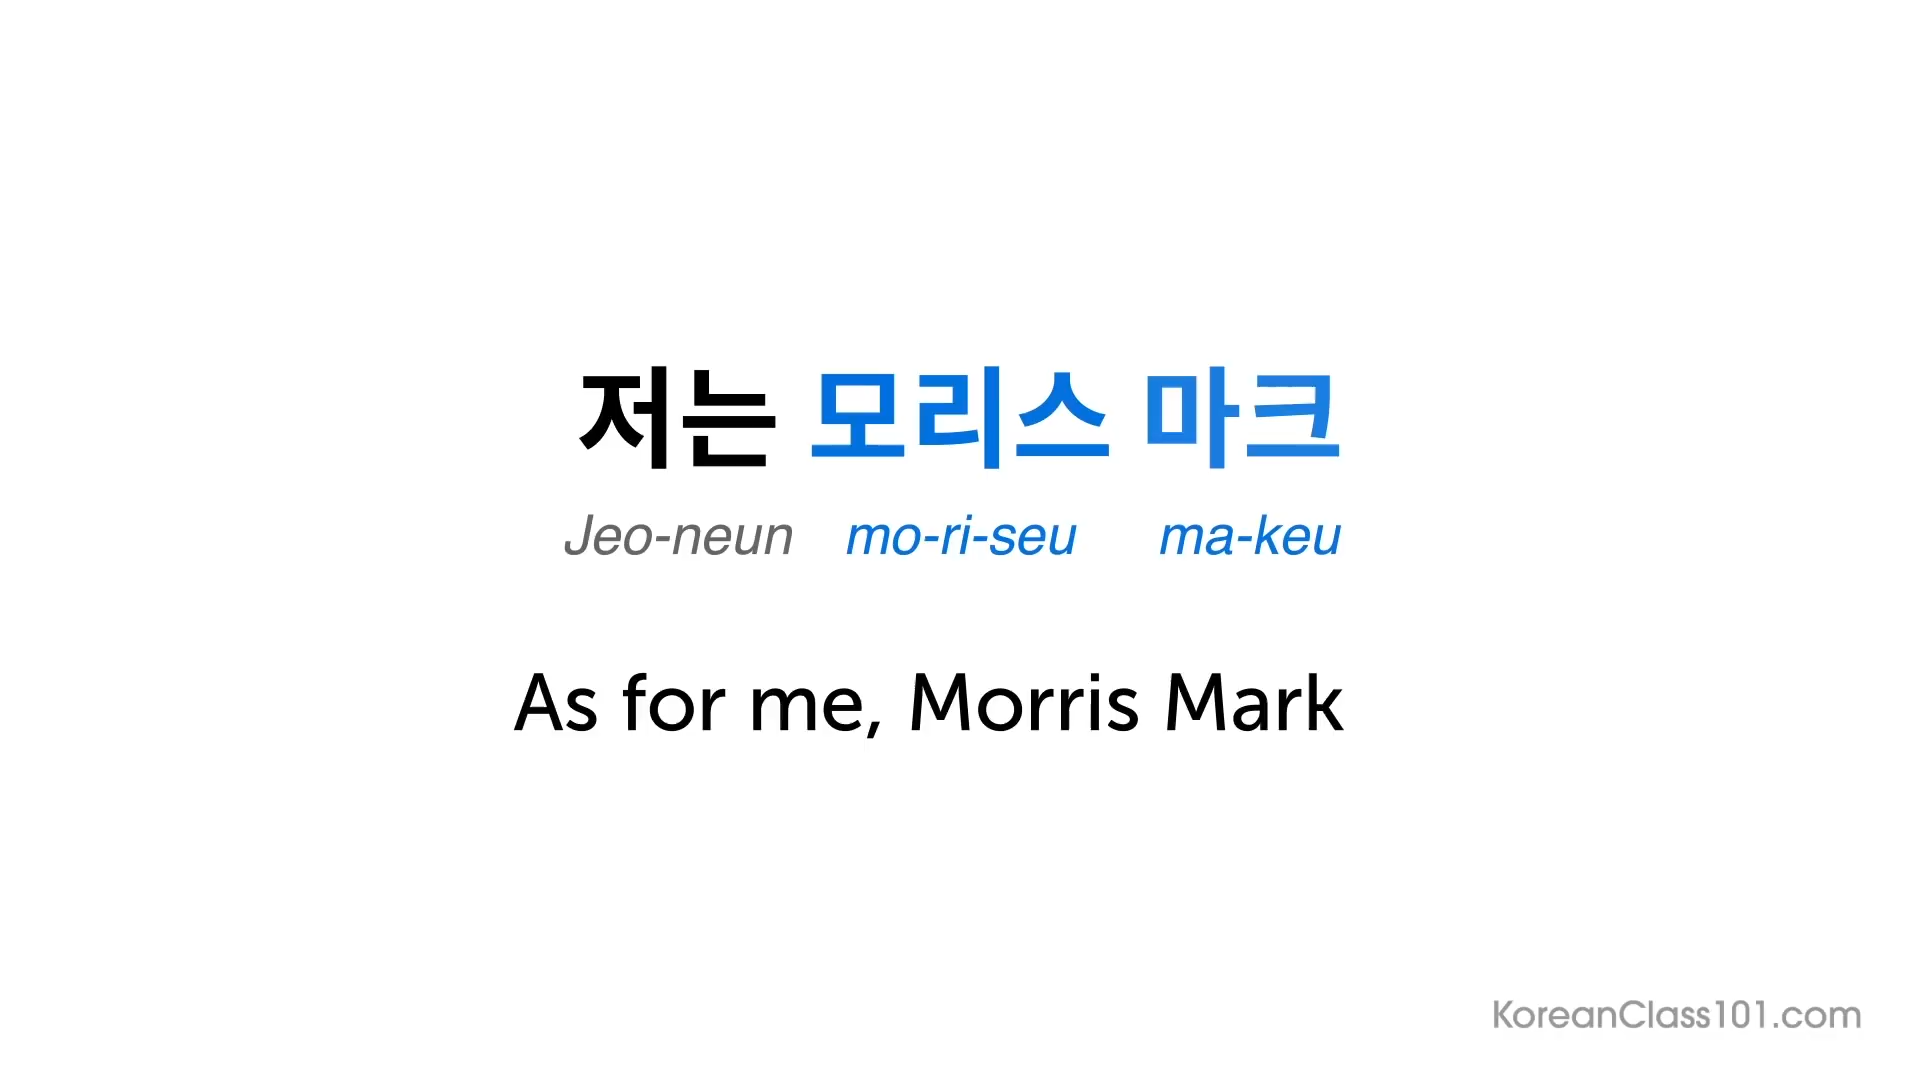 저는 모리스 마크
Jeo-neun mo-ri-seu ma-keu
As for me, Morris Mark
KoreanClass101.com